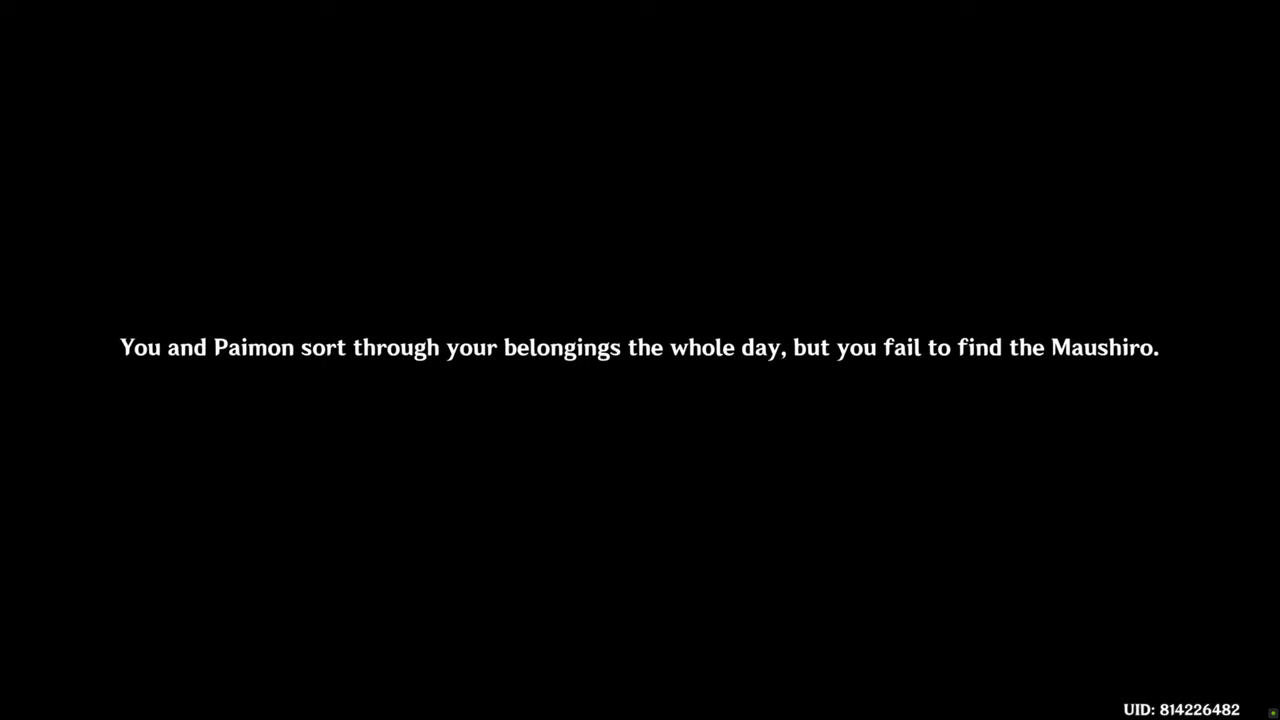 You and Paimon sort through your belongings the whole day, but you fail to find the Maushiro.
UID: 814226482